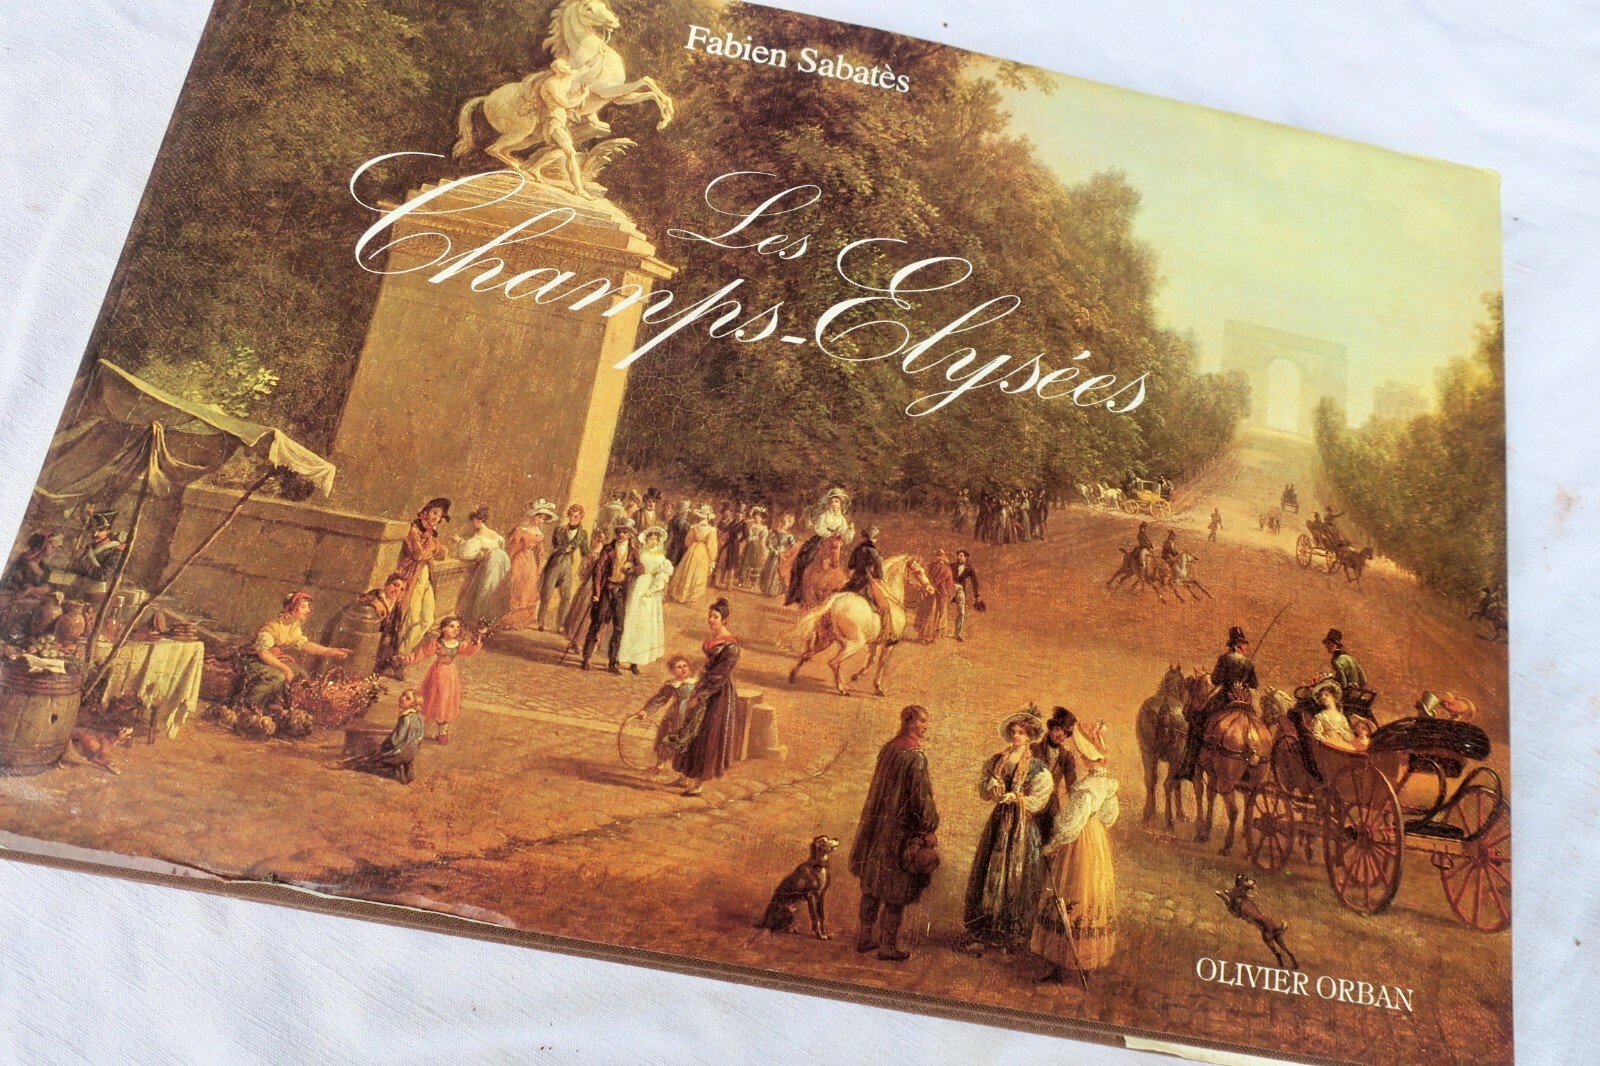 Fabien Sabatès
Les
Champs-Elysées
OLIVIER ORBAN